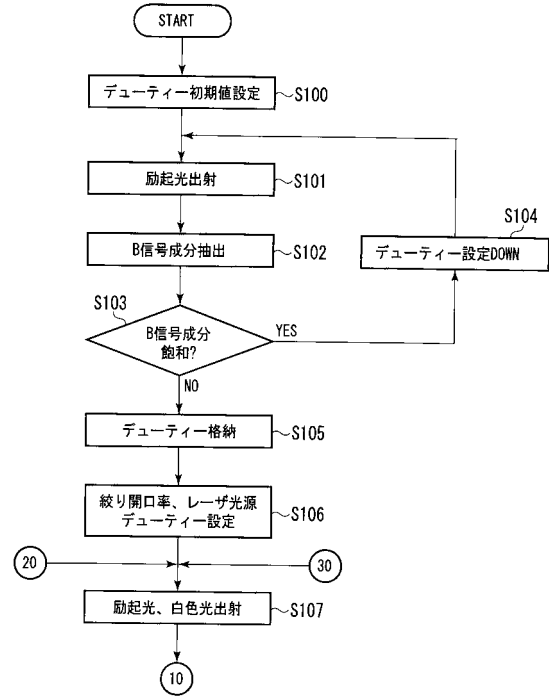 START
デューティー初期値設定
S100
励起光出射
S101
S104
デューティー設定DOWN
B信号成分抽出
S102
S103
B信号成分
飽和?
YES
NO
デューティー格納
S105
絞り開口率、レーザ光源
デューティー設定
S106
20
30
励起光、白色光出射
S107
10